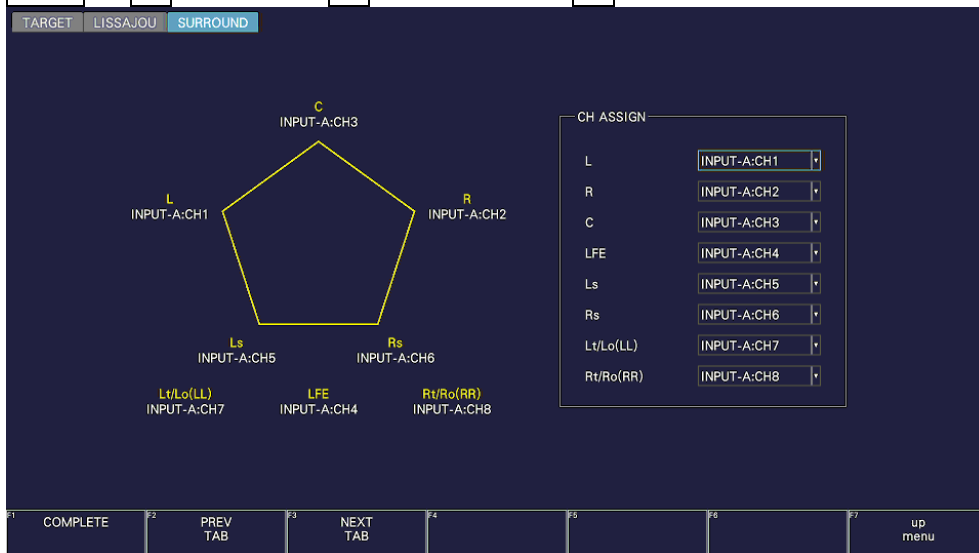 TARGET LISSAJOU SURROUND
C
INPUT-A:CH3
L
INPUT-A:CH1
R
INPUT-A:CH2
Ls
INPUT-A:CH5
Rs
INPUT-A:CH6
Lt/Lo(LL)
INPUT-A:CH7
LFE
INPUT-A:CH4
Rt/Ro(RR)
INPUT-A:CH8
CH ASSIGN
L INPUT-A:CH1
R INPUT-A:CH2
C INPUT-A:CH3
LFE INPUT-A:CH4
Ls INPUT-A:CH5
Rs INPUT-A:CH6
Lt/Lo(LL) INPUT-A:CH7
Rt/Ro(RR) INPUT-A:CH8
F1 COMPLETE
F2 PREV
TAB
F3 NEXT
TAB
F4
F5
F6
F7 up
menu